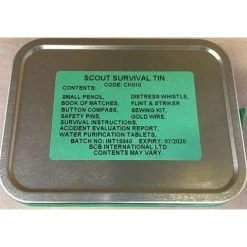 SCOUT SURVIVAL TIN
CODE: CK010
CONTENTS:
SMALL PENCIL, DISTRESS WHISTLE,
BOOK OF MATCHES, FLINT & STRIKER
BUTTON COMPASS, SEWING KIT,
SAFETY PINS, GOLD WIRE,
SURVIVAL INSTRUCTIONS,
ACCIDENT EVALUATION REPORT,
WATER PURIFICATION TABLETS,
BATCH NO: INT18940 EXPIRY: 07/2020
BCB INTERNATIONAL LTD
CONTENTS MAY VARY.